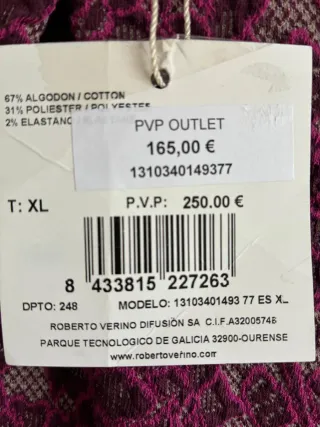 67% ALGODON / COTTON
31% POLIESTER / POLYESTER
2% ELASTANO
PVP OUTLET
165,00 €
1310340149377
T: XL
P.V.P: 250.00 €
8 433815 227263
DPTO: 248
MODELO: 13103401493 77 ES XL
ROBERTO VERINO DIFUSIÓN SA C.I.F.A32005746
PARQUE TECNOLOGICO DE GALICIA 32900-OURENSE
www.robertoverino.com